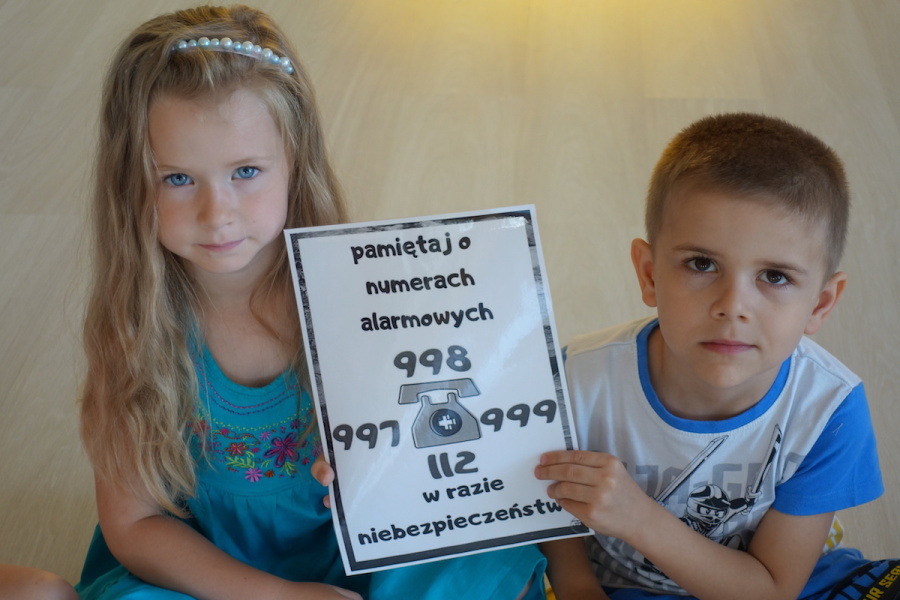 pamiętaj o
numerach
alarmowych
998
997 999
112
w razie
niebezpieczeństw